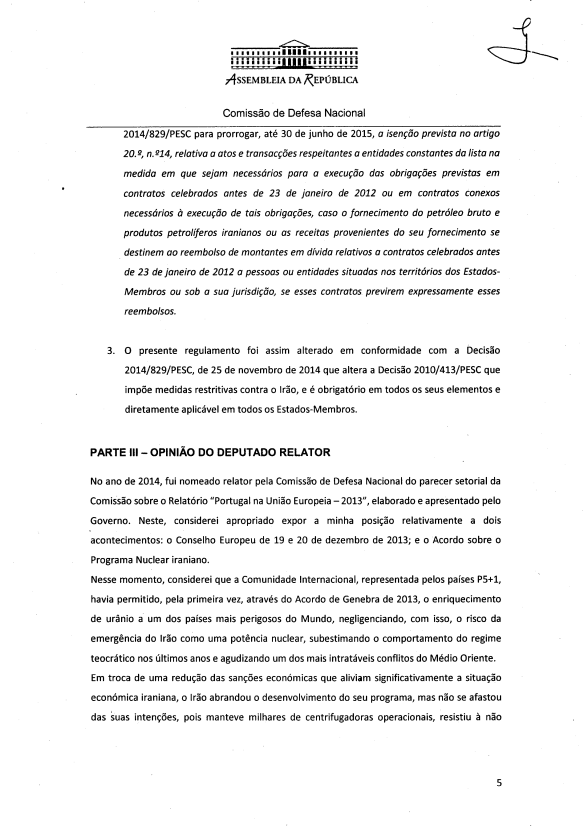 ASSEMBLEIA DA REPÚBLICA
Comissão de Defesa Nacional
2014/829/PESC para prorrogar, até 30 de junho de 2015, a isenção prevista no artigo
20.º, n.º14, relativa a atos e transacções respeitantes a entidades constantes da lista na
medida em que sejam necessários para a execução das obrigações previstas em
contratos celebrados antes de 23 de janeiro de 2012 ou em contratos conexos
necessários à execução de tais obrigações, caso o fornecimento do petróleo bruto e
produtos petrolíferos iranianos ou as receitas provenientes do seu fornecimento se
destinem ao reembolso de montantes em dívida relativos a contratos celebrados antes
de 23 de janeiro de 2012 a pessoas ou entidades situadas nos territórios dos Estados-
Membros ou sob a sua jurisdição, se esses contratos previrem expressamente esses
reembolsos.
3. O presente regulamento foi assim alterado em conformidade com a Decisão
2014/829/PESC, de 25 de novembro de 2014 que altera a Decisão 2010/413/PESC que
impõe medidas restritivas contra o Irão, e é obrigatório em todos os seus elementos e
diretamente aplicável em todos os Estados-Membros.
PARTE III – OPINIÃO DO DEPUTADO RELATOR
No ano de 2014, fui nomeado relator pela Comissão de Defesa Nacional do parecer setorial da
Comissão sobre o Relatório "Portugal na União Europeia – 2013", elaborado e apresentado pelo
Governo. Neste, considerei apropriado expor a minha posição relativamente a dois
acontecimentos: o Conselho Europeu de 19 e 20 de dezembro de 2013; e o Acordo sobre o
Programa Nuclear iraniano.
Nesse momento, considerei que a Comunidade Internacional, representada pelos países P5+1,
havia permitido, pela primeira vez, através do Acordo de Genebra de 2013, o enriquecimento
de urânio a um dos países mais perigosos do Mundo, negligenciando, com isso, o risco da
emergência do Irão como uma potência nuclear, subestimando o comportamento do regime
teocrático nos últimos anos e agudizando um dos mais intratáveis conflitos do Médio Oriente.
Em troca de uma redução das sanções económicas que aliviam significativamente a situação
económica iraniana, o Irão abrandou o desenvolvimento do seu programa, mas não se afastou
das suas intenções, pois manteve milhares de centrifugadoras operacionais, resistiu à não
5